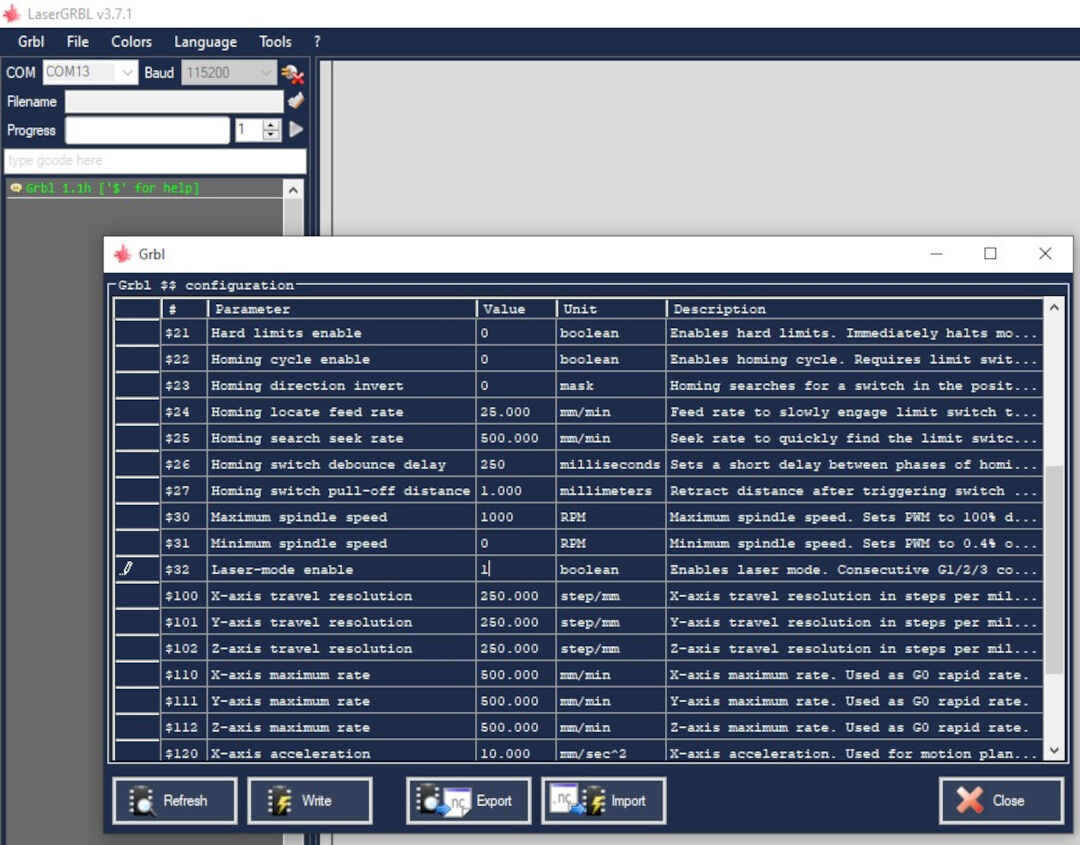 LaserGRBL v3.7.1
Grbl File Colors Language Tools ?
COM COM13 Baud 115200
Filename
Progress 1
type gcode here
Grbl 1.1h ['$' for help]
Grbl
Grbl $$ configuration
# Parameter Value Unit Description
$21 Hard limits enable 0 boolean Enables hard limits. Immediately halts mo...
$22 Homing cycle enable 0 boolean Enables homing cycle. Requires limit swit...
$23 Homing direction invert 0 mask Homing searches for a switch in the posit...
$24 Homing locate feed rate 25.000 mm/min Feed rate to slowly engage limit switch t...
$25 Homing search seek rate 500.000 mm/min Seek rate to quickly find the limit switc...
$26 Homing switch debounce delay 250 milliseconds Sets a short delay between phases of homi...
$27 Homing switch pull-off distance 1.000 millimeters Retract distance after triggering switch ...
$30 Maximum spindle speed 1000 RPM Maximum spindle speed. Sets PWM to 100% d...
$31 Minimum spindle speed 0 RPM Minimum spindle speed. Sets PWM to 0.4% o...
$32 Laser-mode enable 1 boolean Enables laser mode. Consecutive G1/2/3 co...
$100 X-axis travel resolution 250.000 step/mm X-axis travel resolution in steps per mil...
$101 Y-axis travel resolution 250.000 step/mm Y-axis travel resolution in steps per mil...
$102 Z-axis travel resolution 250.000 step/mm Z-axis travel resolution in steps per mil...
$110 X-axis maximum rate 500.000 mm/min X-axis maximum rate. Used as G0 rapid rate.
$111 Y-axis maximum rate 500.000 mm/min Y-axis maximum rate. Used as G0 rapid rate.
$112 Z-axis maximum rate 500.000 mm/min Z-axis maximum rate. Used as G0 rapid rate.
$120 X-axis acceleration 10.000 mm/sec^2 X-axis acceleration. Used for motion plan...
Refresh Write nc Export .nc Import Close